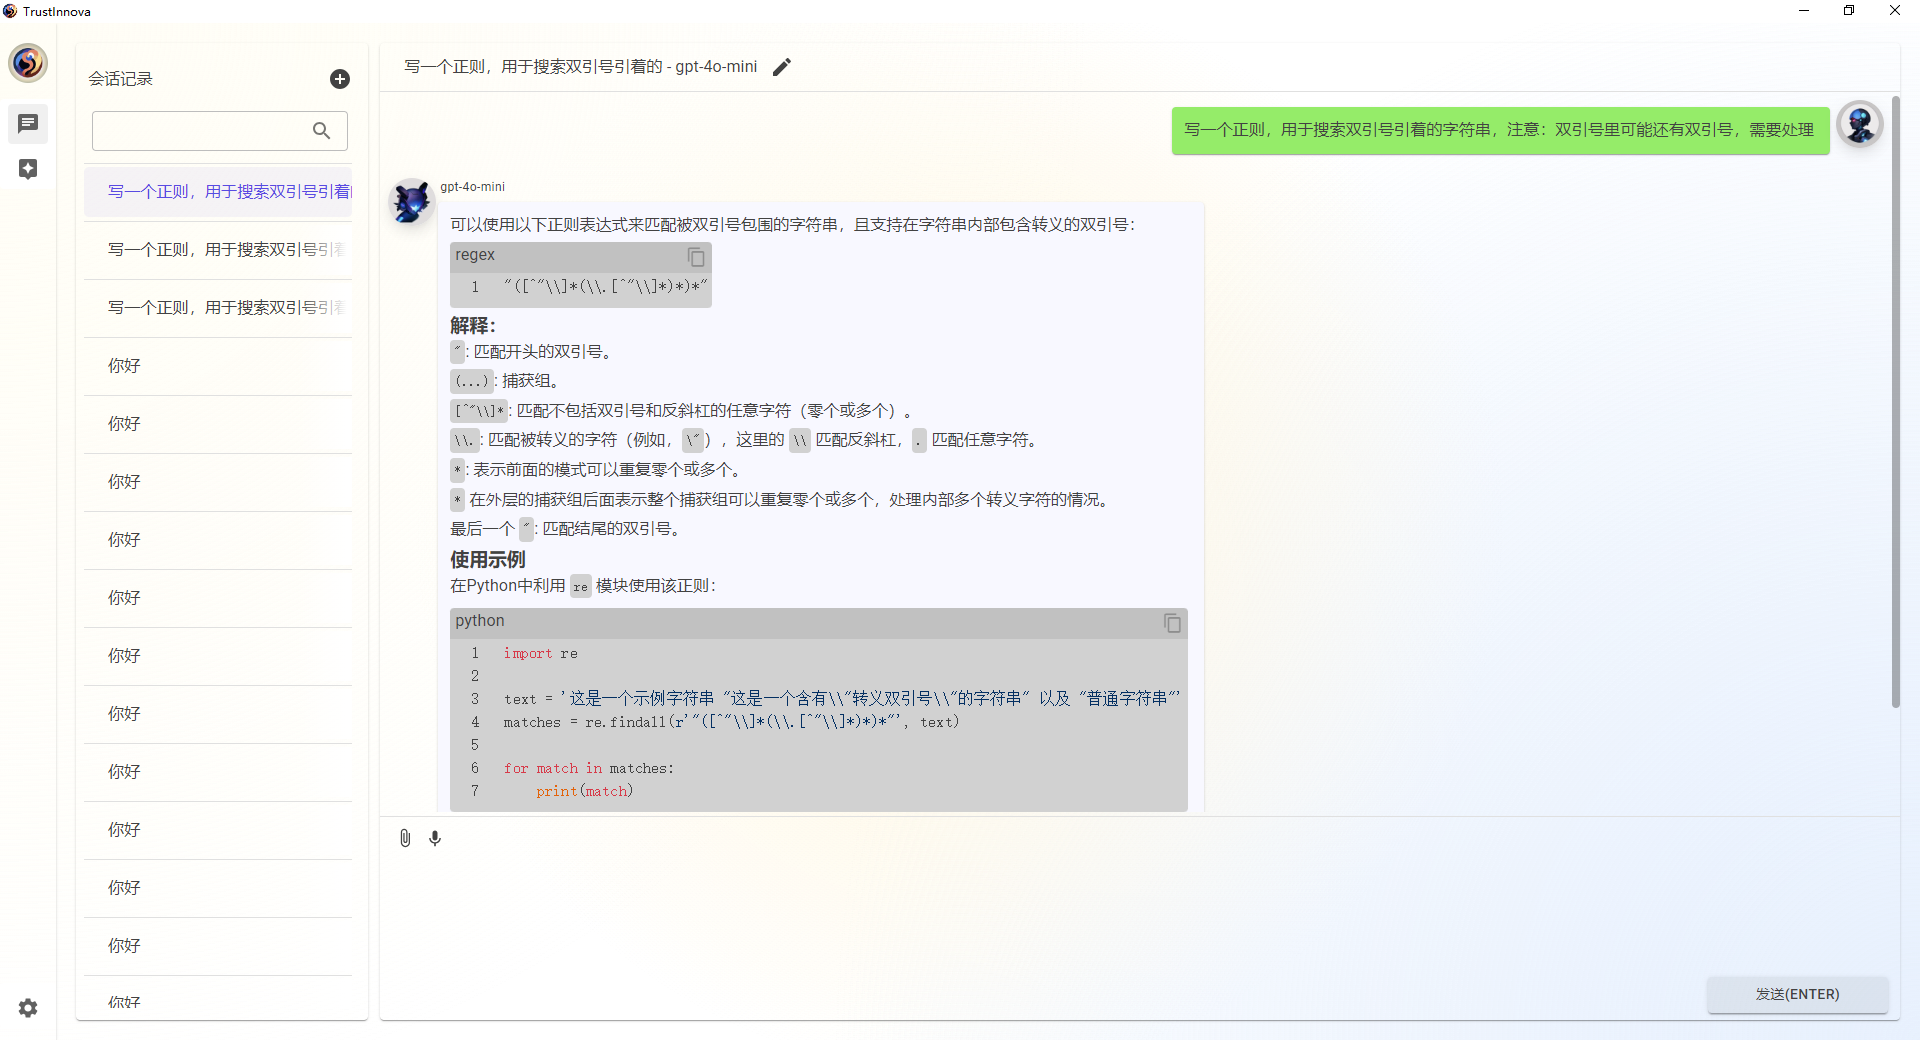 TrustInnova
会话记录
写一个正则，用于搜索双引号引着
写一个正则，用于搜索双引号引着
写一个正则，用于搜索双引号引着
你好
你好
你好
你好
你好
你好
你好
你好
你好
你好
你好
你好
写一个正则，用于搜索双引号引着的 - gpt-4o-mini
写一个正则，用于搜索双引号引着的字符串，注意：双引号里可能还有双引号，需要处理
gpt-4o-mini
可以使用以下正则表达式来匹配被双引号包围的字符串，且支持在字符串内部包含转义的双引号：
regex
1 "([^"\\]*(\\.[^"\\]*)*)*"
解释：
": 匹配开头的双引号。
(...): 捕获组。
[^"\\]*: 匹配不包括双引号和反斜杠的任意字符（零个或多个）。
\\.: 匹配被转义的字符（例如，\"），这里的 \\ 匹配反斜杠，. 匹配任意字符。
*: 表示前面的模式可以重复零个或多个。
* 在外层的捕获组后面表示整个捕获组可以重复零个或多个，处理内部多个转义字符的情况。
最后一个 ": 匹配结尾的双引号。
使用示例
在Python中利用 re 模块使用该正则：
python
1 import re
2
3 text = '这是一个示例字符串 "这是一个含有\\"转义双引号\\"的字符串" 以及 "普通字符串"'
4 matches = re.findall(r'"([^"\\]*(\\.[^"\\]*)*)*"', text)
5
6 for match in matches:
7     print(match)
发送(ENTER)